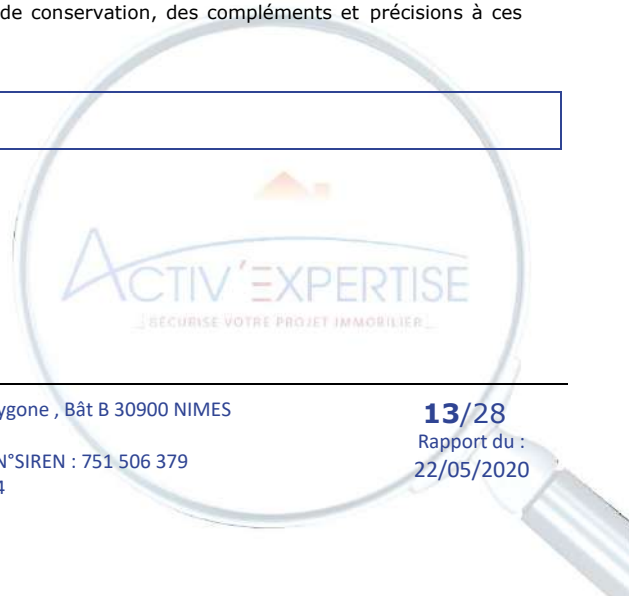 de conservation, des compléments et précisions à ces
ACTIV'EXPERTISE
SECURISE VOTRE PROJET IMMOBILIER
ygone , Bât B 30900 NIMES
N°SIREN : 751 506 379
4
13/28
Rapport du :
22/05/2020